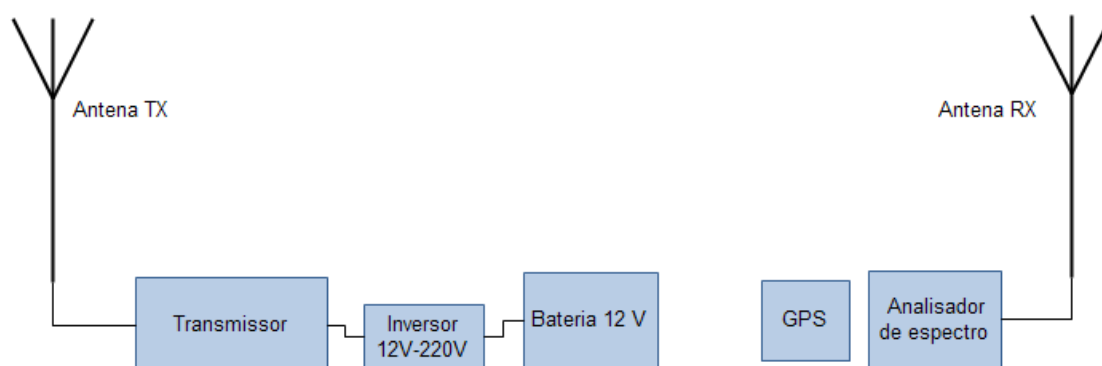 Antena TX
Antena RX
Transmissor
Inversor
12V-220V
Bateria 12 V
GPS
Analisador
de espectro